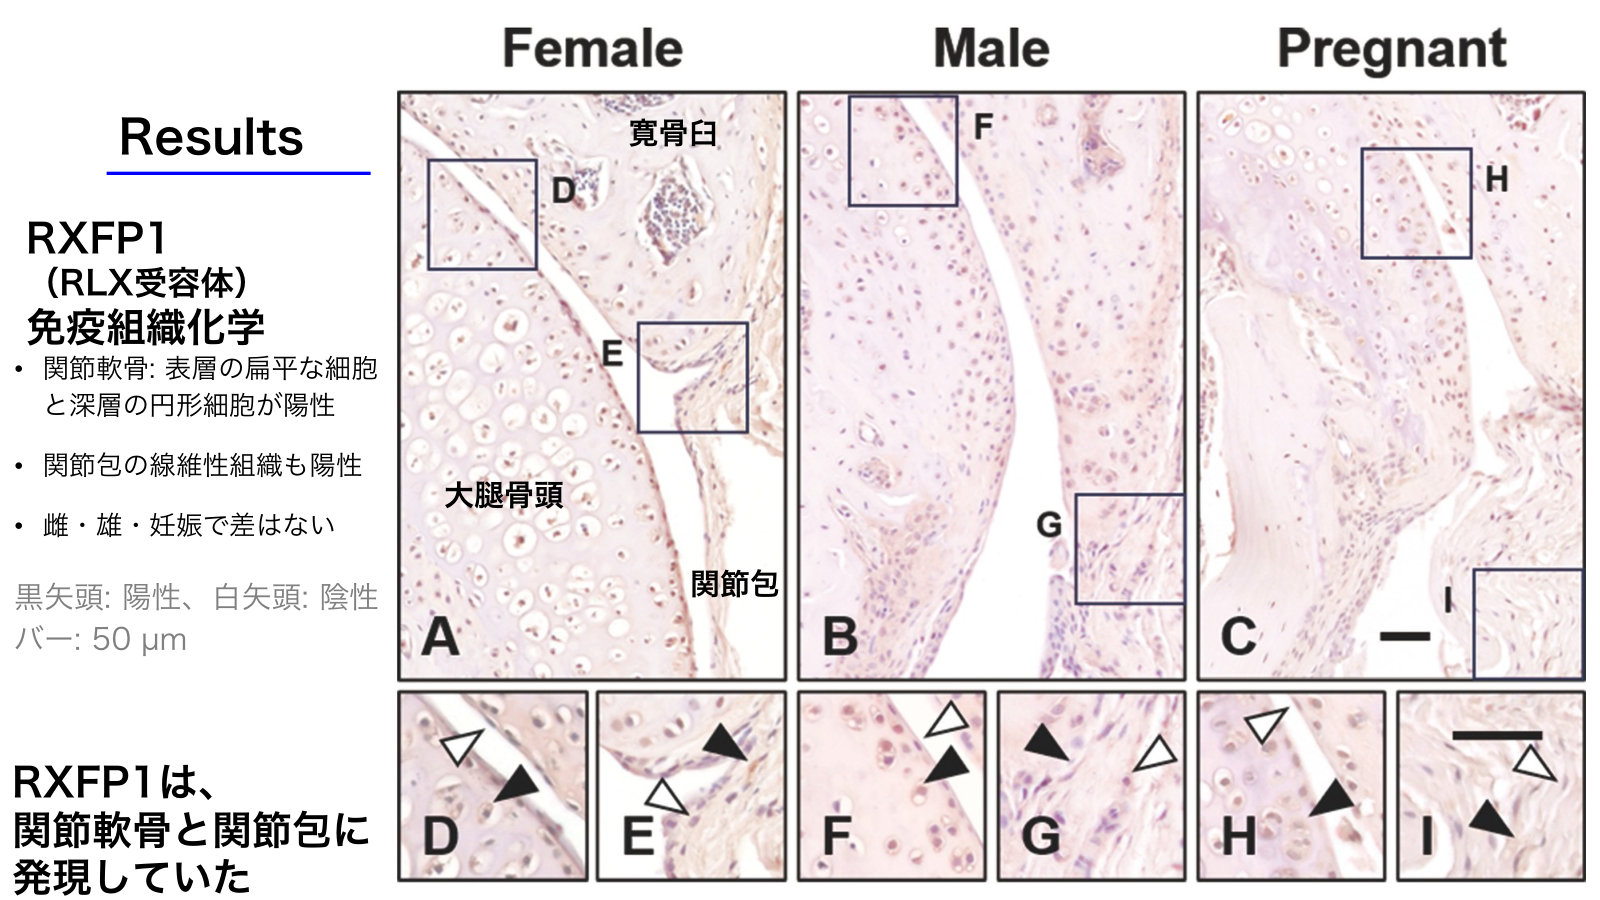 Female
Male
Pregnant
Results
RXFP1
（RLX受容体）
免疫組織化学
• 関節軟骨: 表層の扁平な細胞
と深層の円形細胞が陽性
• 関節包の線維性組織も陽性
• 雌・雄・妊娠で差はない
黒矢頭: 陽性、白矢頭: 陰性
バー: 50 μm
RXFP1は、
関節軟骨と関節包に
発現していた
寛骨臼
D
E
大腿骨頭
関節包
A
F
G
B
H
I
C
D
E
F
G
H
I